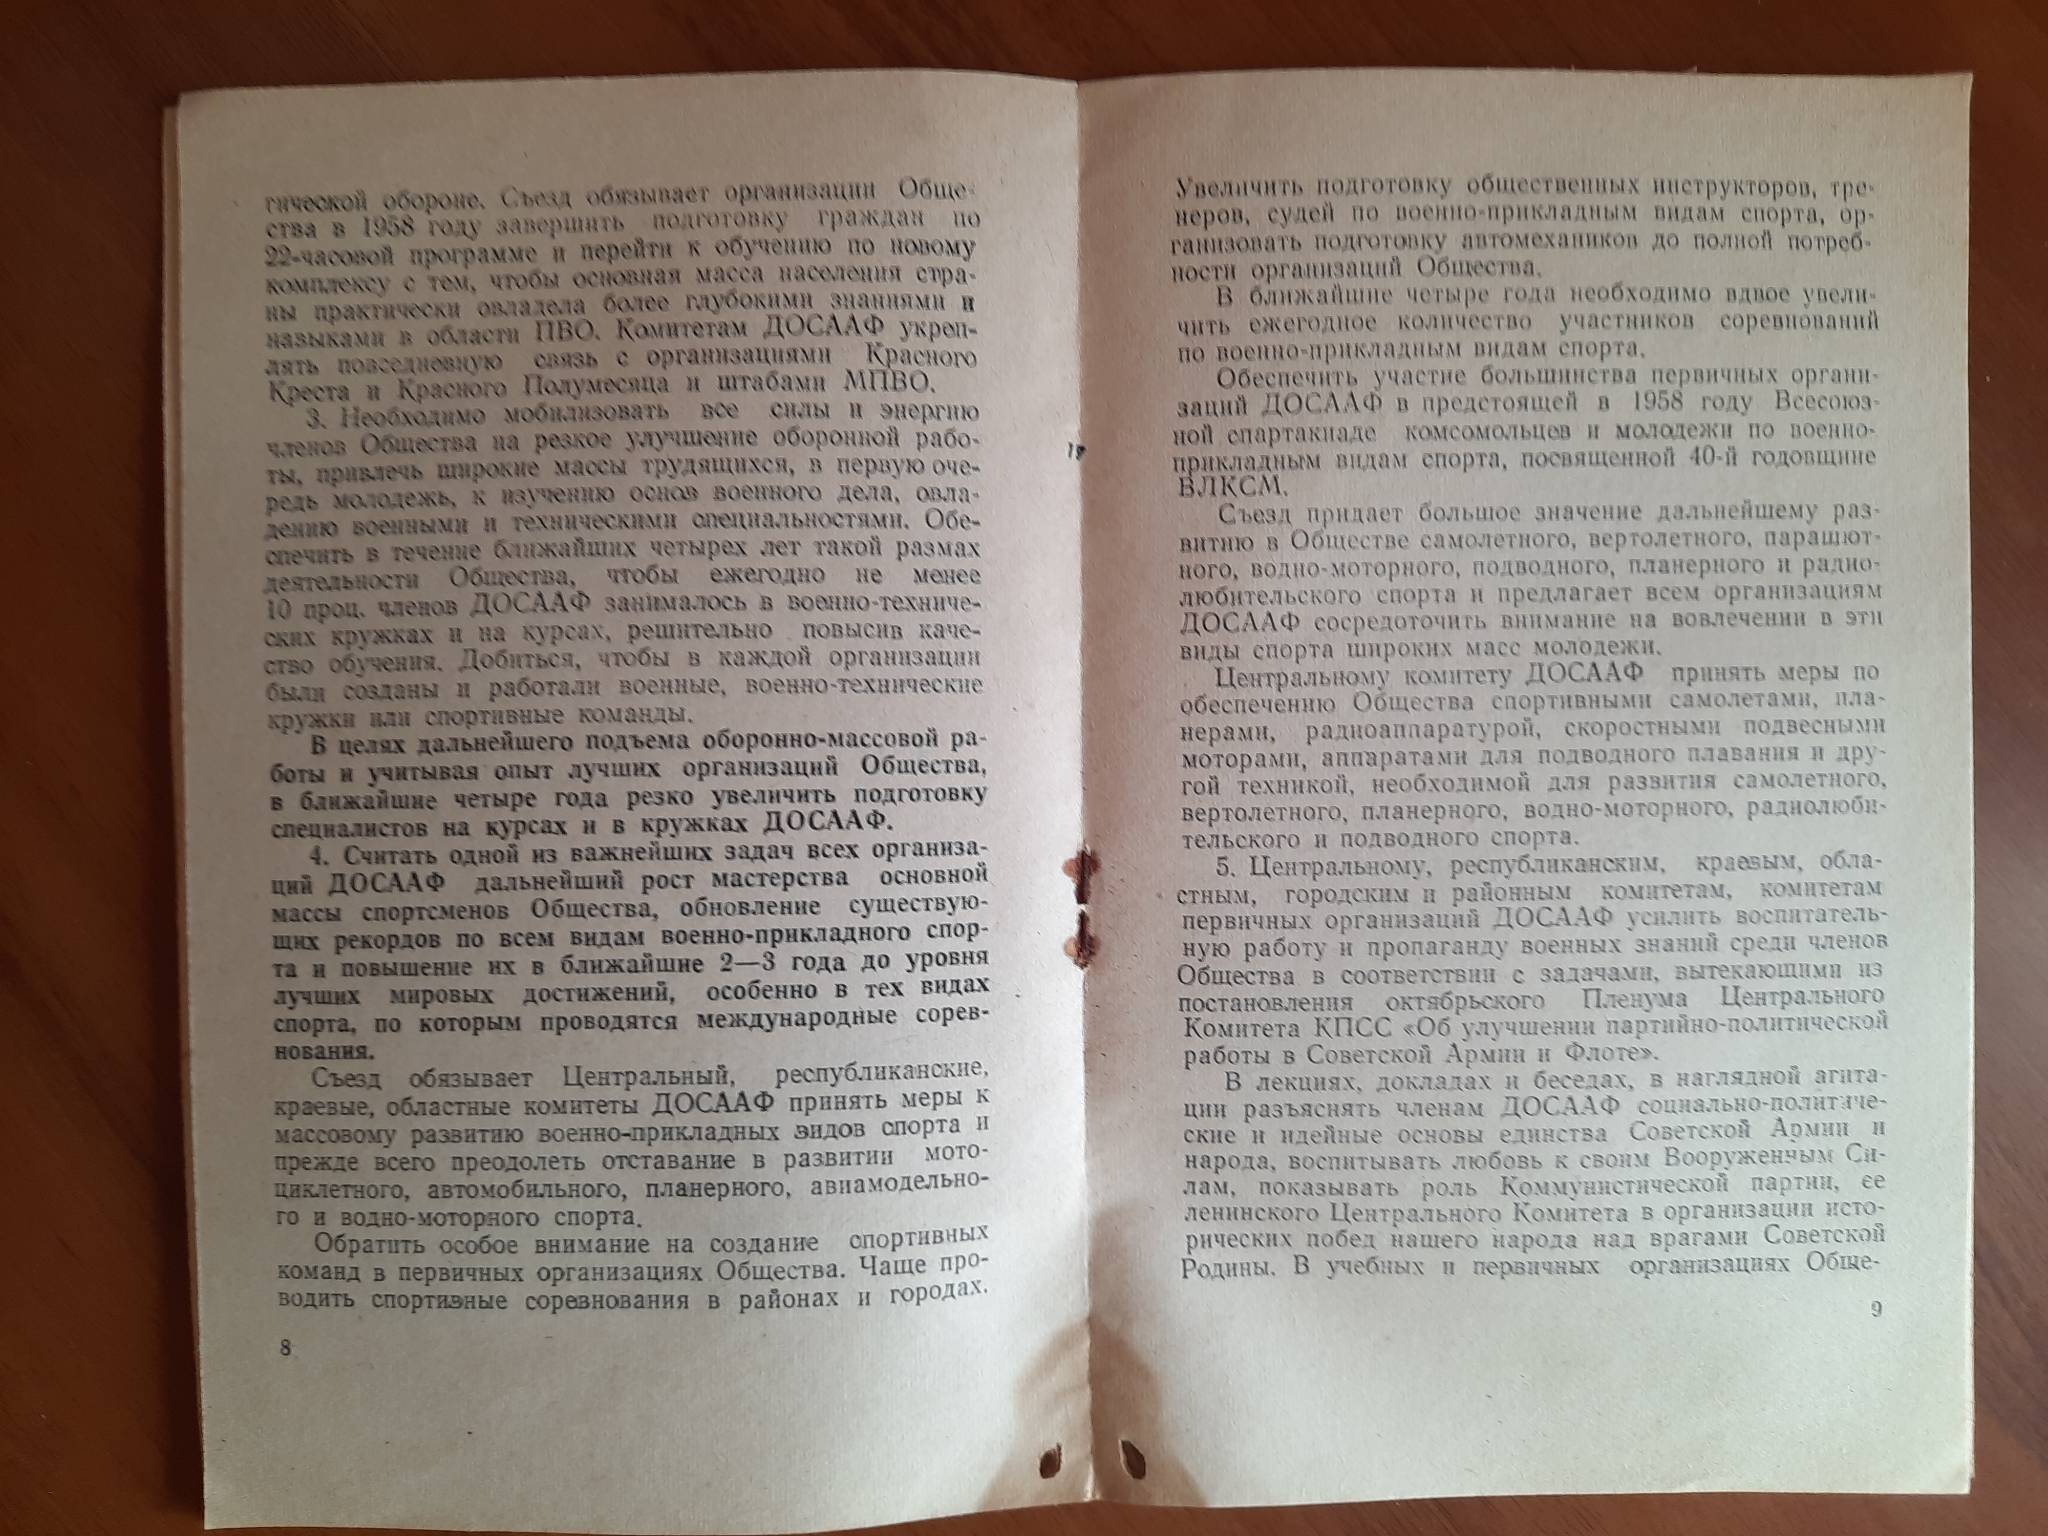 гической обороне. Съезд обязывает организации Обще-
ства в 1958 году завершить подготовку граждан по
22-часовой программе и перейти к обучению по новому
комплексу с тем, чтобы основная масса населения стра-
ны практически овладела более глубокими знаниями и
навыками в области ПВО. Комитетам ДОСААФ укреп-
лять повседневную связь с организациями Красного
Креста и Красного Полумесяца и штабами МПВО.
3. Необходимо мобилизовать все силы и энергию
членов Общества на резкое улучшение оборонной рабо-
ты, привлечь широкие массы трудящихся, в первую оче-
редь молодежь, к изучению основ военного дела, овла-
дению военными и техническими специальностями. Обе-
спечить в течение ближайших четырех лет такой размах
деятельности Общества, чтобы ежегодно не менее
10 проц. членов ДОСААФ занималось в военно-техниче-
ских кружках и на курсах, решительно повысив каче-
ство обучения. Добиться, чтобы в каждой организации
были созданы и работали военные, военно-технические
кружки или спортивные команды.
В целях дальнейшего подъема оборонно-массовой ра-
боты и учитывая опыт лучших организаций Общества,
в ближайшие четыре года резко увеличить подготовку
специалистов на курсах и в кружках ДОСААФ.
4. Считать одной из важнейших задач всех организа-
ций ДОСААФ дальнейший рост мастерства основной
массы спортсменов Общества, обновление существую-
щих рекордов по всем видам военно-прикладного спор-
та и повышение их в ближайшие 2—3 года до уровня
лучших мировых достижений, особенно в тех видах
спорта, по которым проводятся международные сорев-
нования.
Съезд обязывает Центральный, республиканские,
краевые, областные комитеты ДОСААФ принять меры к
массовому развитию военно-прикладных видов спорта и
прежде всего преодолеть отставание в развитии мото-
циклетного, автомобильного, планерного, авиамодельно-
го и водно-моторного спорта.
Обратить особое внимание на создание спортивных
команд в первичных организациях Общества. Чаще про-
водить спортивные соревнования в районах и городах.
8
Увеличить подготовку общественных инструкторов, тре-
неров, судей по военно-прикладным видам спорта, ор-
ганизовать подготовку автомехаников до полной потреб-
ности организаций Общества.
В ближайшие четыре года необходимо вдвое увели-
чить ежегодное количество участников соревнований
по военно-прикладным видам спорта.
Обеспечить участие большинства первичных органи-
заций ДОСААФ в предстоящей в 1958 году Всесоюз-
ной спартакиаде комсомольцев и молодежи по военно-
прикладным видам спорта, посвященной 40-й годовщине
ВЛКСМ.
Съезд придает большое значение дальнейшему раз-
витию в Обществе самолетного, вертолетного, парашют-
ного, водно-моторного, подводного, планерного и радио-
любительского спорта и предлагает всем организациям
ДОСААФ сосредоточить внимание на вовлечении в эти
виды спорта широких масс молодежи.
Центральному комитету ДОСААФ принять меры по
обеспечению Общества спортивными самолетами, пла-
нерами, радиоаппаратурой, скоростными подвесными
моторами, аппаратами для подводного плавания и дру-
гой техникой, необходимой для развития самолетного,
вертолетного, планерного, водно-моторного, радиолюби-
тельского и подводного спорта.
5. Центральному, республиканским, краевым, обла-
стным, городским и районным комитетам, комитетам
первичных организаций ДОСААФ усилить воспитатель-
ную работу и пропаганду военных знаний среди членов
Общества в соответствии с задачами, вытекающими из
постановления октябрьского Пленума Центрального
Комитета КПСС «Об улучшении партийно-политической
работы в Советской Армии и Флоте».
В лекциях, докладах и беседах, в наглядной агита-
ции разъяснять членам ДОСААФ социально-политиче-
ские и идейные основы единства Советской Армии и
народа, воспитывать любовь к своим Вооруженным Си-
лам, показывать роль Коммунистической партии, ее
ленинского Центрального Комитета в организации исто-
рических побед нашего народа над врагами Советской
Родины. В учебных и первичных организациях Обще-
9